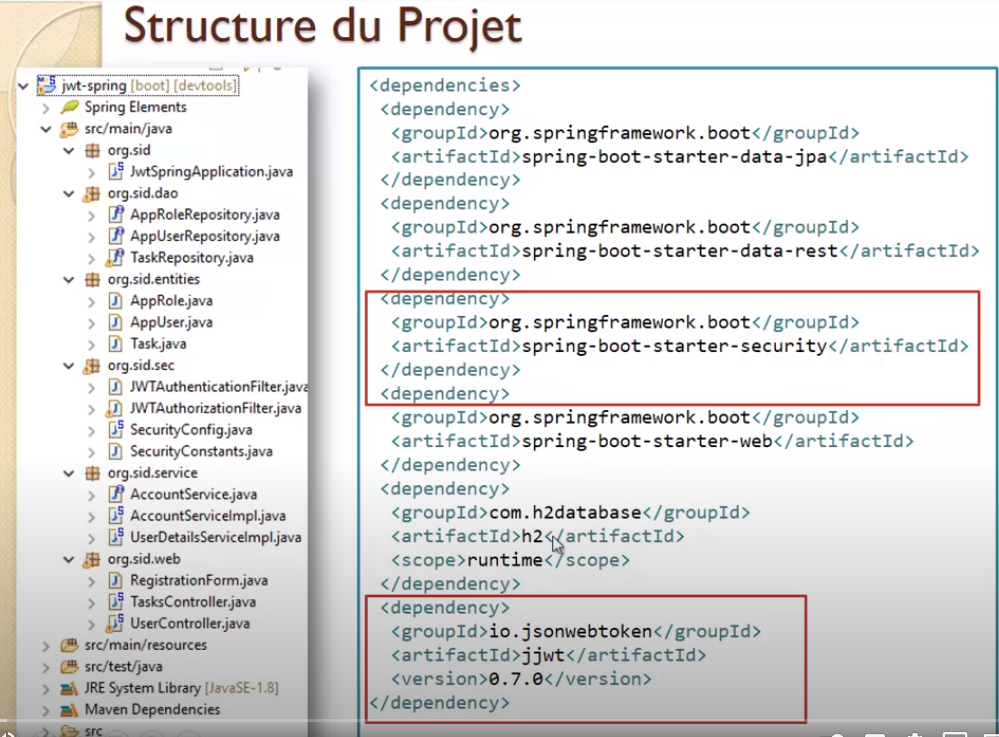 Structure du Projet
jwt-spring [boot] [devtools]
Spring Elements
src/main/java
org.sid
JwtSpringApplication.java
org.sid.dao
AppRoleRepository.java
AppUserRepository.java
TaskRepository.java
org.sid.entities
AppRole.java
AppUser.java
Task.java
org.sid.sec
JWTAuthenticationFilter.java
JWTAuthorizationFilter.java
SecurityConfig.java
SecurityConstants.java
org.sid.service
AccountService.java
AccountServiceImpl.java
UserDetailsServiceImpl.java
org.sid.web
RegistrationForm.java
TasksController.java
UserController.java
src/main/resources
src/test/java
JRE System Library [JavaSE-1.8]
Maven Dependencies
src
<dependencies>
<dependency>
<groupId>org.springframework.boot</groupId>
<artifactId>spring-boot-starter-data-jpa</artifactId>
</dependency>
<dependency>
<groupId>org.springframework.boot</groupId>
<artifactId>spring-boot-starter-data-rest</artifactId>
</dependency>
<dependency>
<groupId>org.springframework.boot</groupId>
<artifactId>spring-boot-starter-security</artifactId>
</dependency>
<dependency>
<groupId>org.springframework.boot</groupId>
<artifactId>spring-boot-starter-web</artifactId>
</dependency>
<dependency>
<groupId>com.h2database</groupId>
<artifactId>h2</artifactId>
<scope>runtime</scope>
</dependency>
<dependency>
<groupId>io.jsonwebtoken</groupId>
<artifactId>jjwt</artifactId>
<version>0.7.0</version>
</dependency>